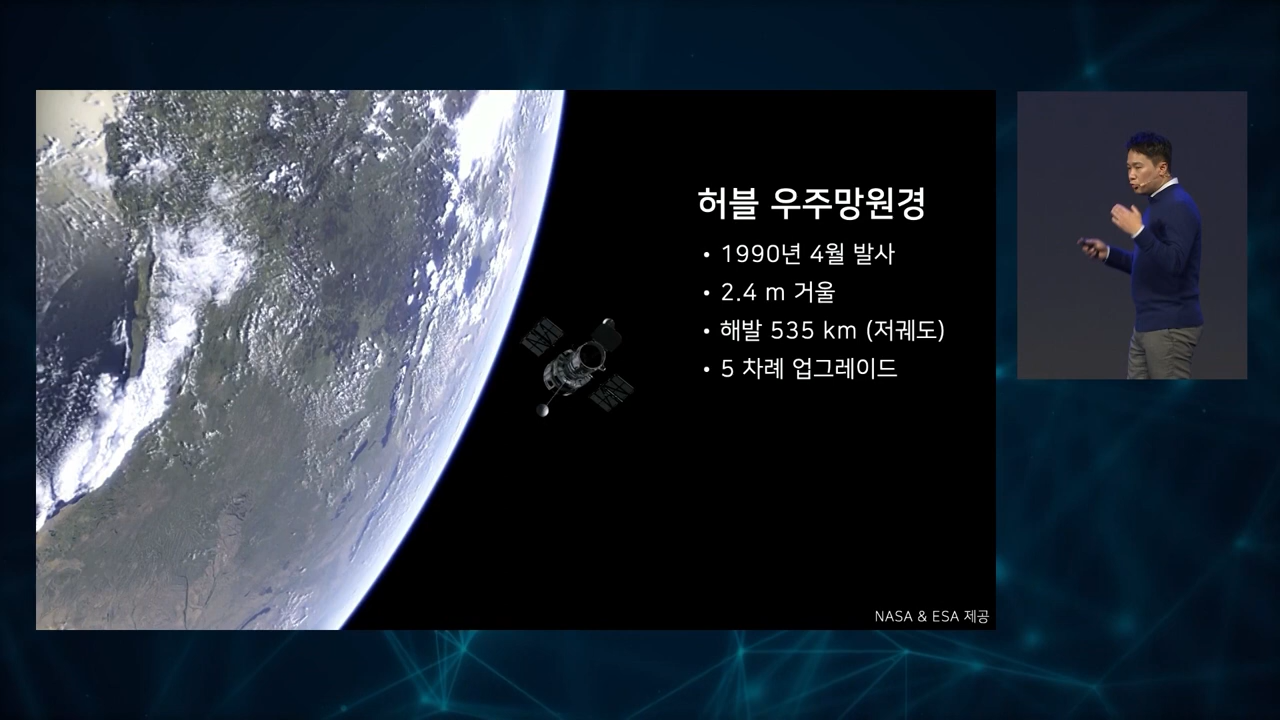 허블 우주망원경
• 1990년 4월 발사
• 2.4 m 거울
• 해발 535 km (저궤도)
• 5 차례 업그레이드
NASA & ESA 제공